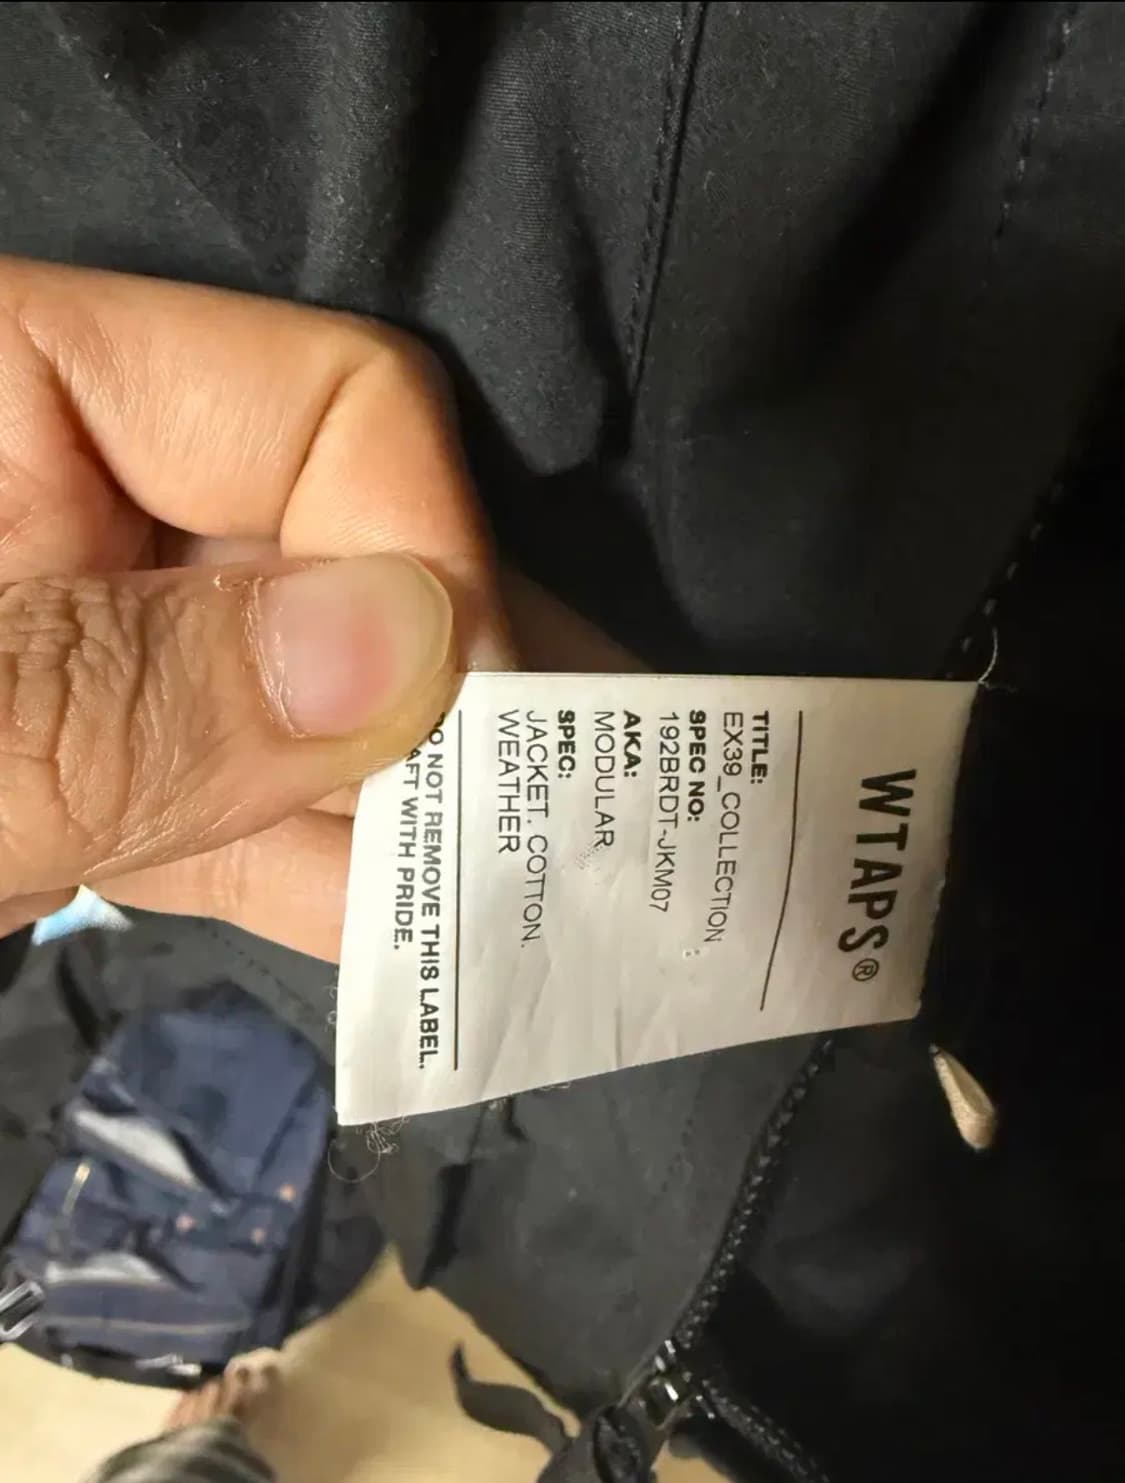 WTAPS®
TITLE:
EX39_COLLECTION
SPEC NO:
192BRDT-JKM07
AKA:
MODULAR
SPEC:
JACKET. COTTON.
WEATHER
NOT REMOVE THIS LABEL.
WITH PRIDE.